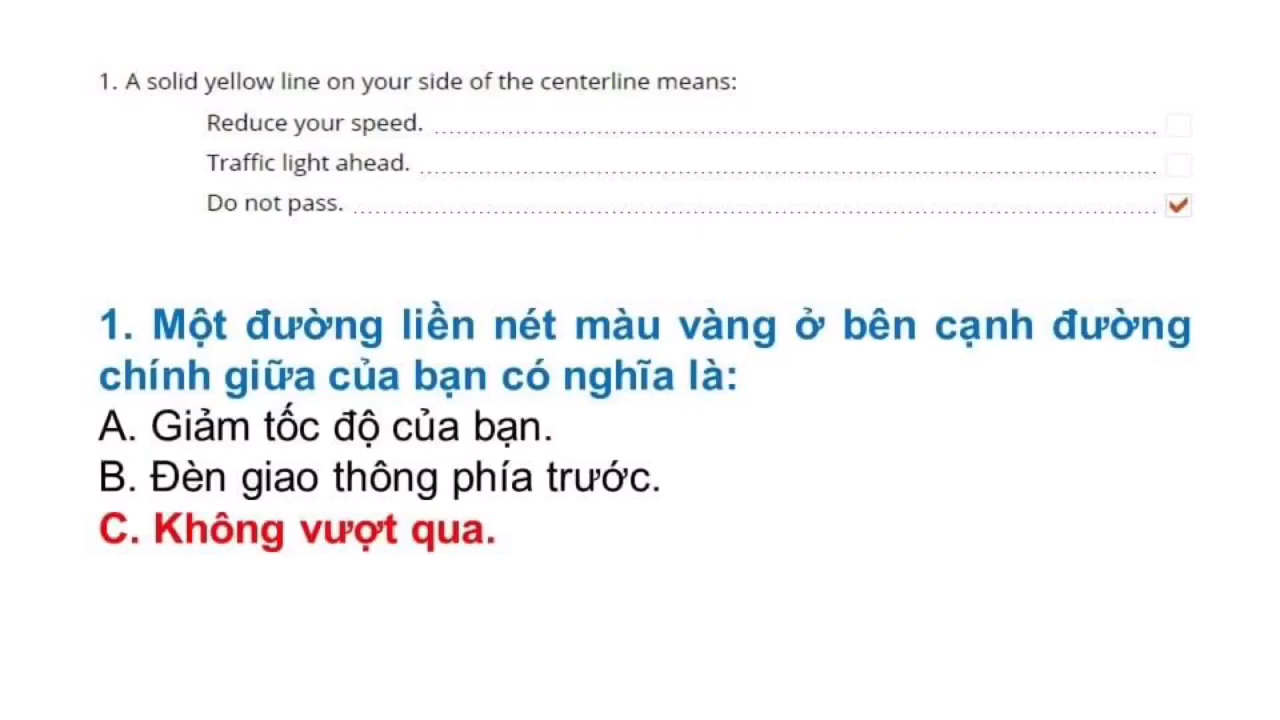 1. A solid yellow line on your side of the centerline means:
Reduce your speed.
Traffic light ahead.
Do not pass.
1. Một đường liền nét màu vàng ở bên cạnh đường
chính giữa của bạn có nghĩa là:
A. Giảm tốc độ của bạn.
B. Đèn giao thông phía trước.
C. Không vượt qua.